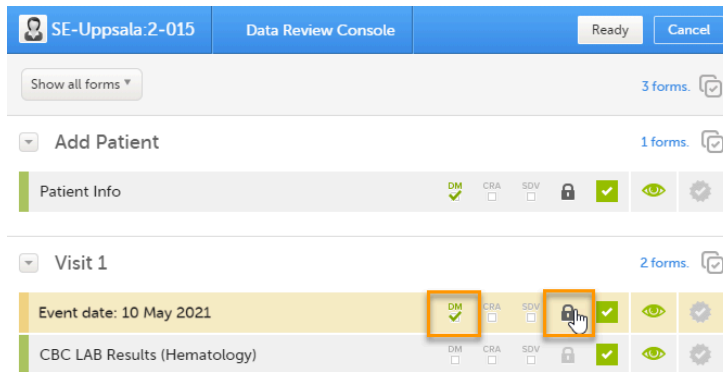 SE-Uppsala:2-015 Data Review Console Ready Cancel
Show all forms 3 forms.
Add Patient 1 forms.
Patient Info DM CRA SDV
Visit 1 2 forms.
Event date: 10 May 2021 DM CRA SDV
CBC LAB Results (Hematology) DM CRA SDV